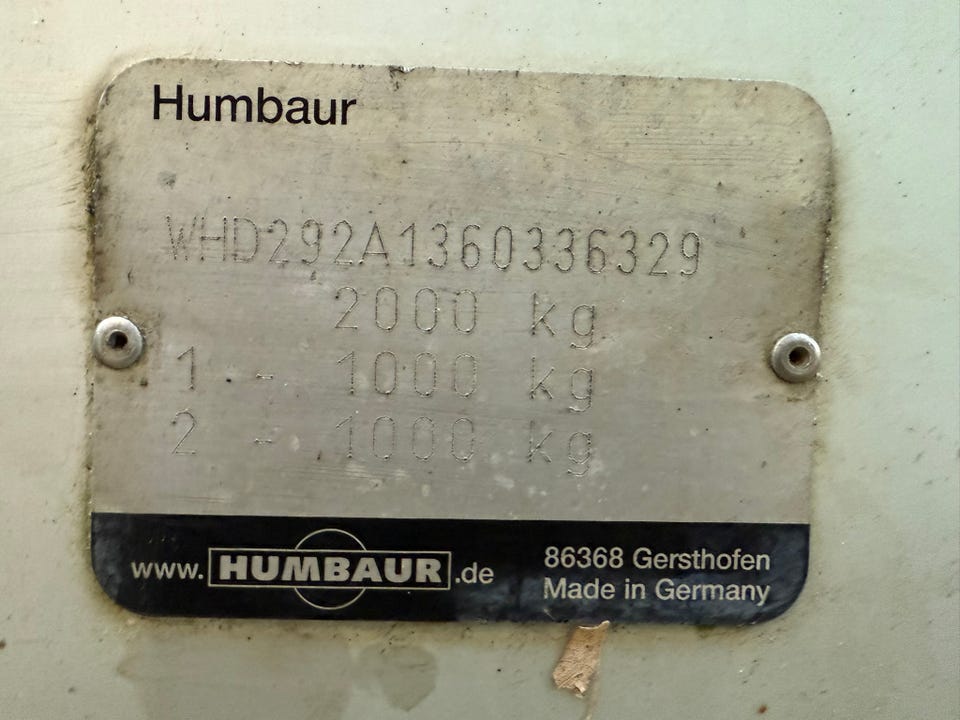 Humbaur
WHD292A1360336329
2000 kg
1 - 1000 kg
2 - 1000 kg
www.HUMBAUR.de
86368 Gersthofen
Made in Germany